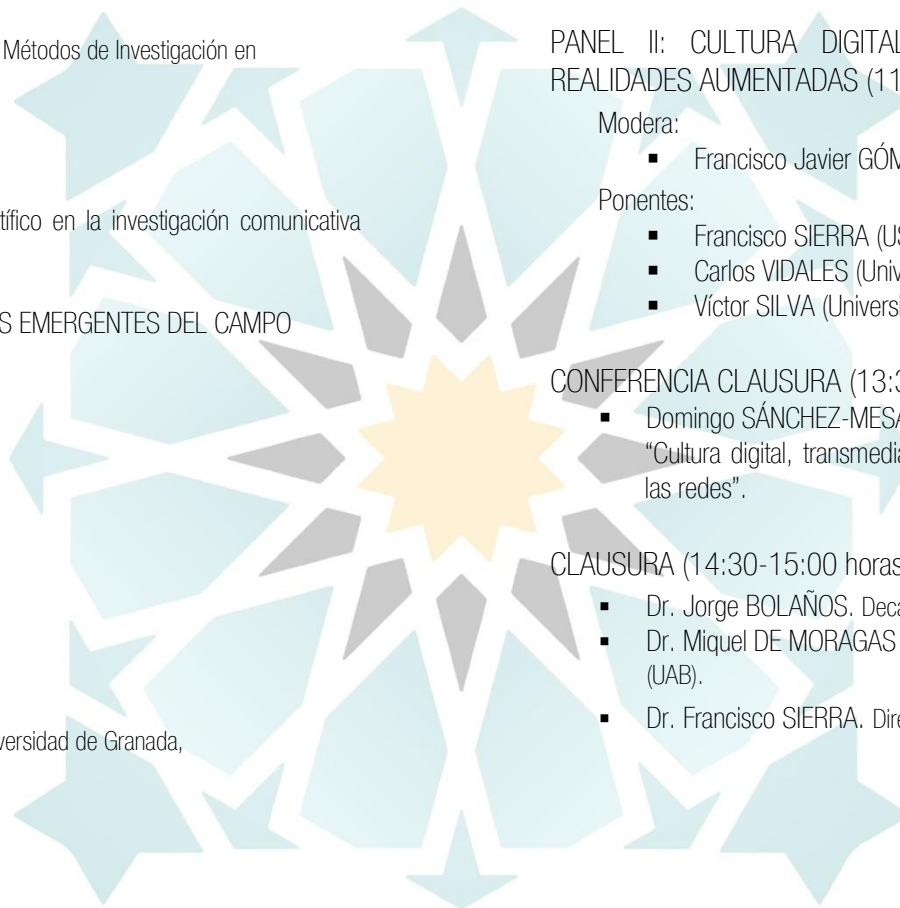 Métodos de Investigación en
tífico en la investigación comunicativa
S EMERGENTES DEL CAMPO
versidad de Granada,
PANEL II: CULTURA DIGITAL
REALIDADES AUMENTADAS (11
Modera:
▪ Francisco Javier GÓM
Ponentes:
▪ Francisco SIERRA (US
▪ Carlos VIDALES (Univ
▪ Víctor SILVA (Universi
CONFERENCIA CLAUSURA (13:3
▪ Domingo SÁNCHEZ-MESA
“Cultura digital, transmedia
las redes”.
CLAUSURA (14:30-15:00 horas
▪ Dr. Jorge BOLAÑOS. Deca
▪ Dr. Miquel DE MORAGAS
(UAB).
▪ Dr. Francisco SIERRA. Dire